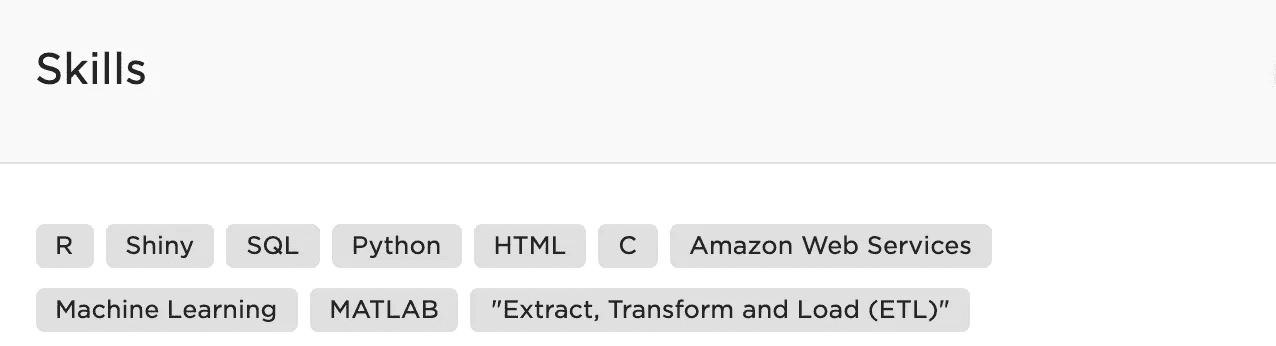 Skills
R Shiny SQL Python HTML C Amazon Web Services
Machine Learning MATLAB "Extract, Transform and Load (ETL)"